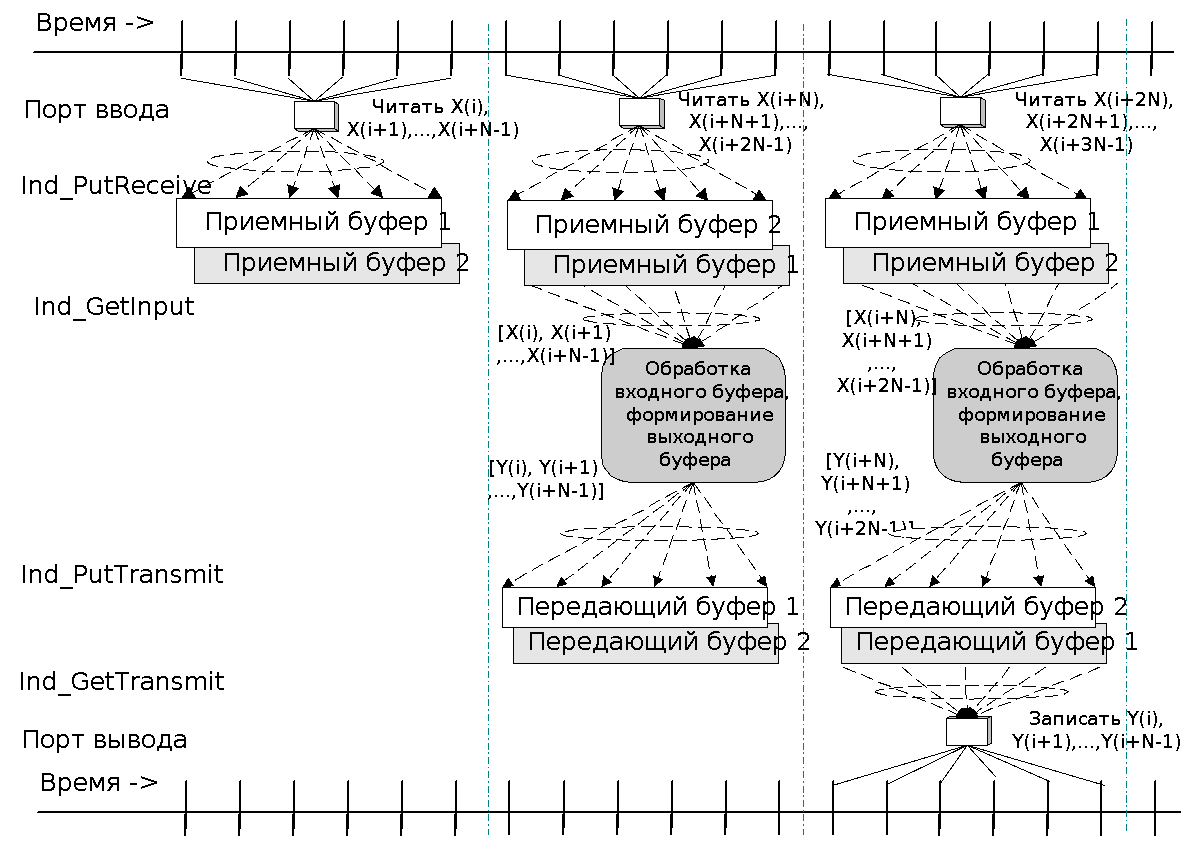 Время ->
Порт ввода
Читать X(i),
X(i+1),...,X(i+N-1)
Читать X(i+N),
X(i+N+1),...,
X(i+2N-1)
Читать X(i+2N),
X(i+2N+1),...,
X(i+3N-1)
Ind_PutReceive
Приемный буфер 1
Приемный буфер 2
Приемный буфер 2
Приемный буфер 1
Приемный буфер 1
Приемный буфер 2
Ind_GetInput
[X(i), X(i+1)
,...,X(i+N-1)]
Обработка
входного буфера,
формирование
выходного
буфера
[X(i+N),
X(i+N+1)
,...,
X(i+2N-1)]
Обработка
входного буфера,
формирование
выходного
буфера
[Y(i), Y(i+1)
,...,Y(i+N-1)]
[Y(i+N),
Y(i+N+1)
,...,
Y(i+2N-1)]
Ind_PutTransmit
Передающий буфер 1
Передающий буфер 2
Передающий буфер 2
Передающий буфер 1
Ind_GetTransmit
Порт вывода
Записать Y(i),
Y(i+1),...,Y(i+N-1)
Время ->